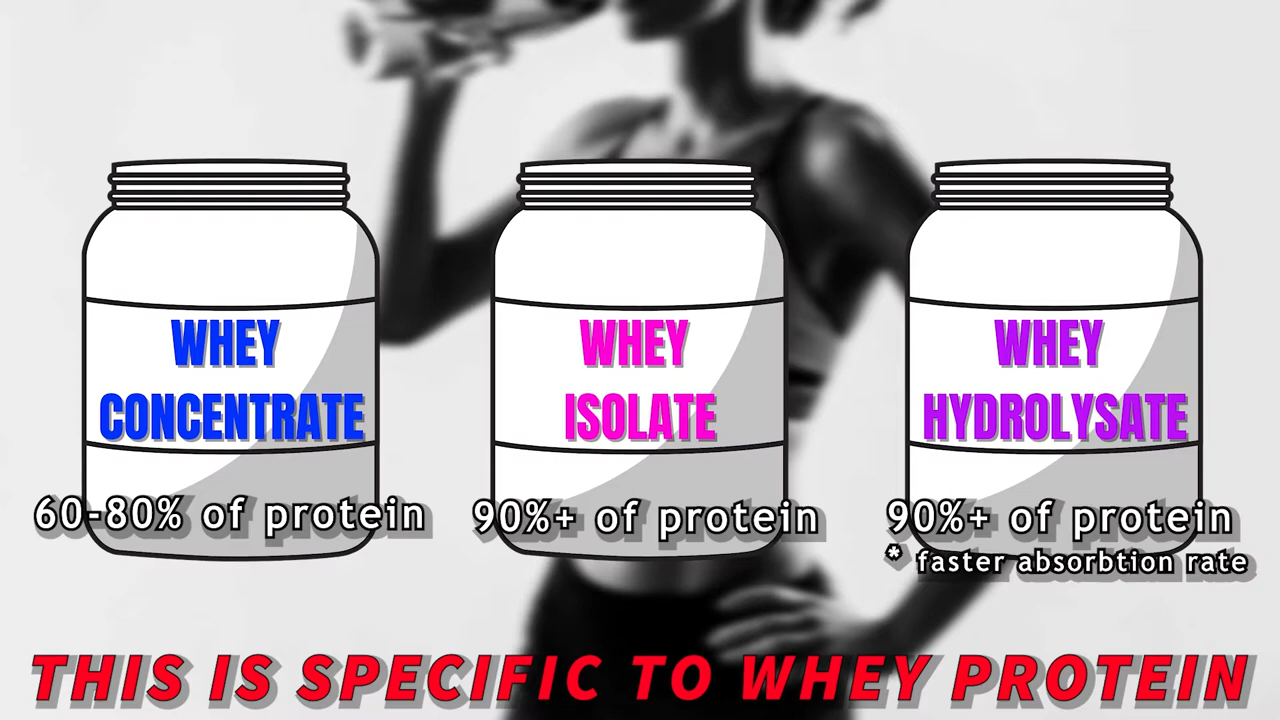 WHEY
CONCENTRATE
60-80% of protein
WHEY
ISOLATE
90%+ of protein
WHEY
HYDROLYSATE
90%+ of protein
* faster absorbtion rate
THIS IS SPECIFIC TO WHEY PROTEIN